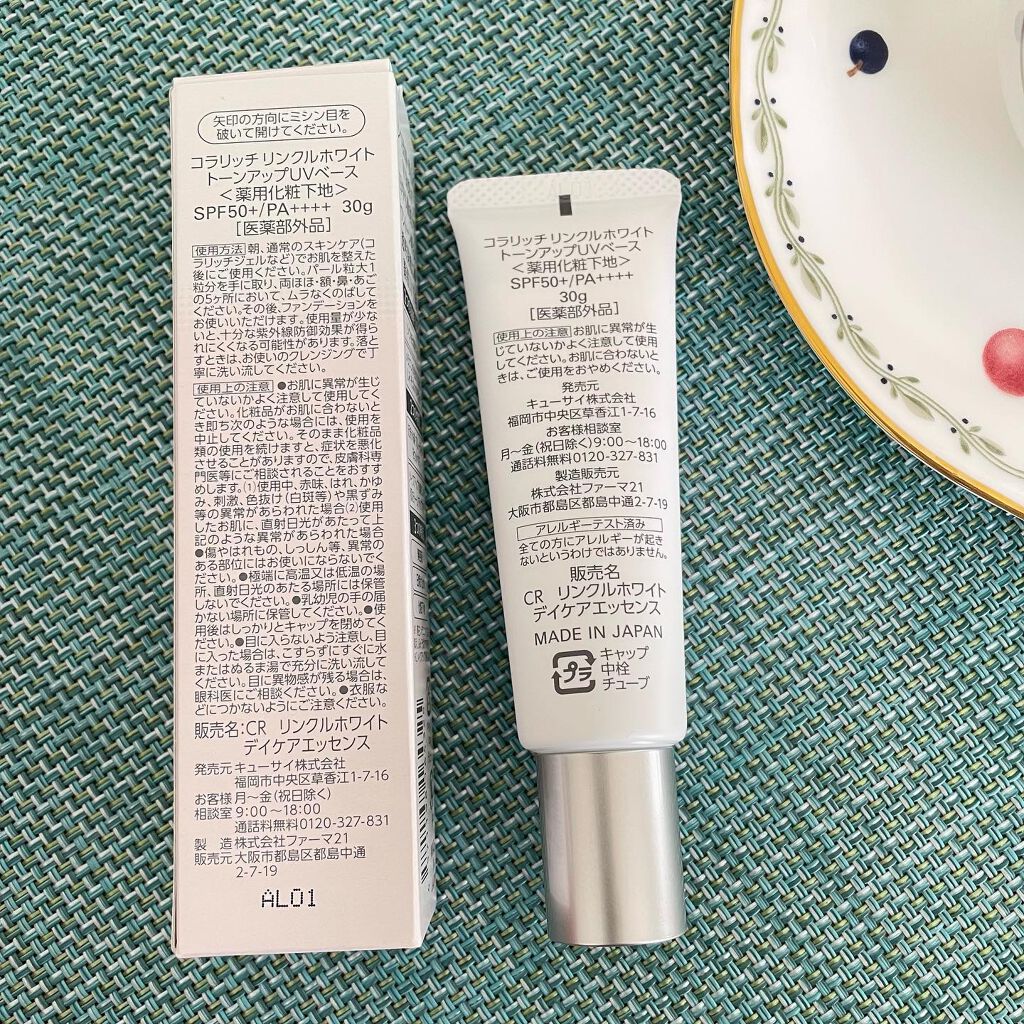 矢印の方向にミシン目を
破いて開けてください。
コラリッチ リンクルホワイト
トーンアップUVベース
＜薬用化粧下地＞
SPF50+/PA++++ 30g
[医薬部外品]
使用方法 朝、通常のスキンケア(コ
ラリッチジェルなど)でお肌を整えた
後にご使用ください。パール粒大1
粒分を手に取り、両ほほ・額・鼻・あご
の5ヶ所において、ムラなくのばして
ください。その後、ファンデーションを
お使いいただけます。使用量が少な
いと、十分な紫外線防御効果が得ら
れにくくなる可能性があります。落と
すときは、お使いのクレンジングで丁
寧に洗い流してください。
使用上の注意 ●お肌に異常が生じ
ていないかよく注意して使用してく
ださい。化粧品がお肌に合わないと
き即ち次のような場合には、使用を
中止してください。そのまま化粧品
類の使用を続けますと、症状を悪化
させることがありますので、皮膚科専
門医等にご相談されることをおすす
めします。(1)使用中、赤味、はれ、かゆ
み、刺激、色抜け(白斑等)や黒ずみ
等の異常があらわれた場合(2)使用
したお肌に、直射日光があたって上
記のような異常があらわれた場合
●傷やはれもの、しっしん等、異常の
ある部位にはお使いにならないでく
ださい。●極端に高温又は低温の場
所、直射日光のあたる場所には保管
しないでください。●乳幼児の手の届
かない場所に保管してください。●使
用後はしっかりとキャップを閉めてく
ださい。●目に入らないよう注意し、目
に入った場合は、こすらずにすぐに水
またはぬるま湯で充分に洗い流して
ください。目に異物感が残る場合は、
眼科医にご相談ください。●衣服な
どにつかないようにご注意ください。
販売名：CR リンクルホワイト
デイケアエッセンス
発売元 キューサイ株式会社
福岡市中央区草香江1-7-16
お客様 月～金(祝日除く)
相談室 9:00～18:00
通話料無料0120-327-831
製 造 株式会社ファーマ21
販売元 大阪市都島区都島中通
2-7-19
AL01
コラリッチ リンクルホワイト
トーンアップUVベース
＜薬用化粧下地＞
SPF50+/PA++++
30g
[医薬部外品]
使用上の注意 お肌に異常が生
じていないかよく注意して使用
してください。お肌に合わないと
きは、ご使用をおやめください。
発売元
キューサイ株式会社
福岡市中央区草香江1-7-16
お客様相談室
月～金(祝日除く)9:00～18:00
通話料無料0120-327-831
製造販売元
株式会社ファーマ21
大阪市都島区都島中通2-7-19
アレルギーテスト済み
全ての方にアレルギーが起き
ないというわけではありません。
販売名
CR リンクルホワイト
デイケアエッセンス
MADE IN JAPAN
プラ
キャップ
中栓
チューブ